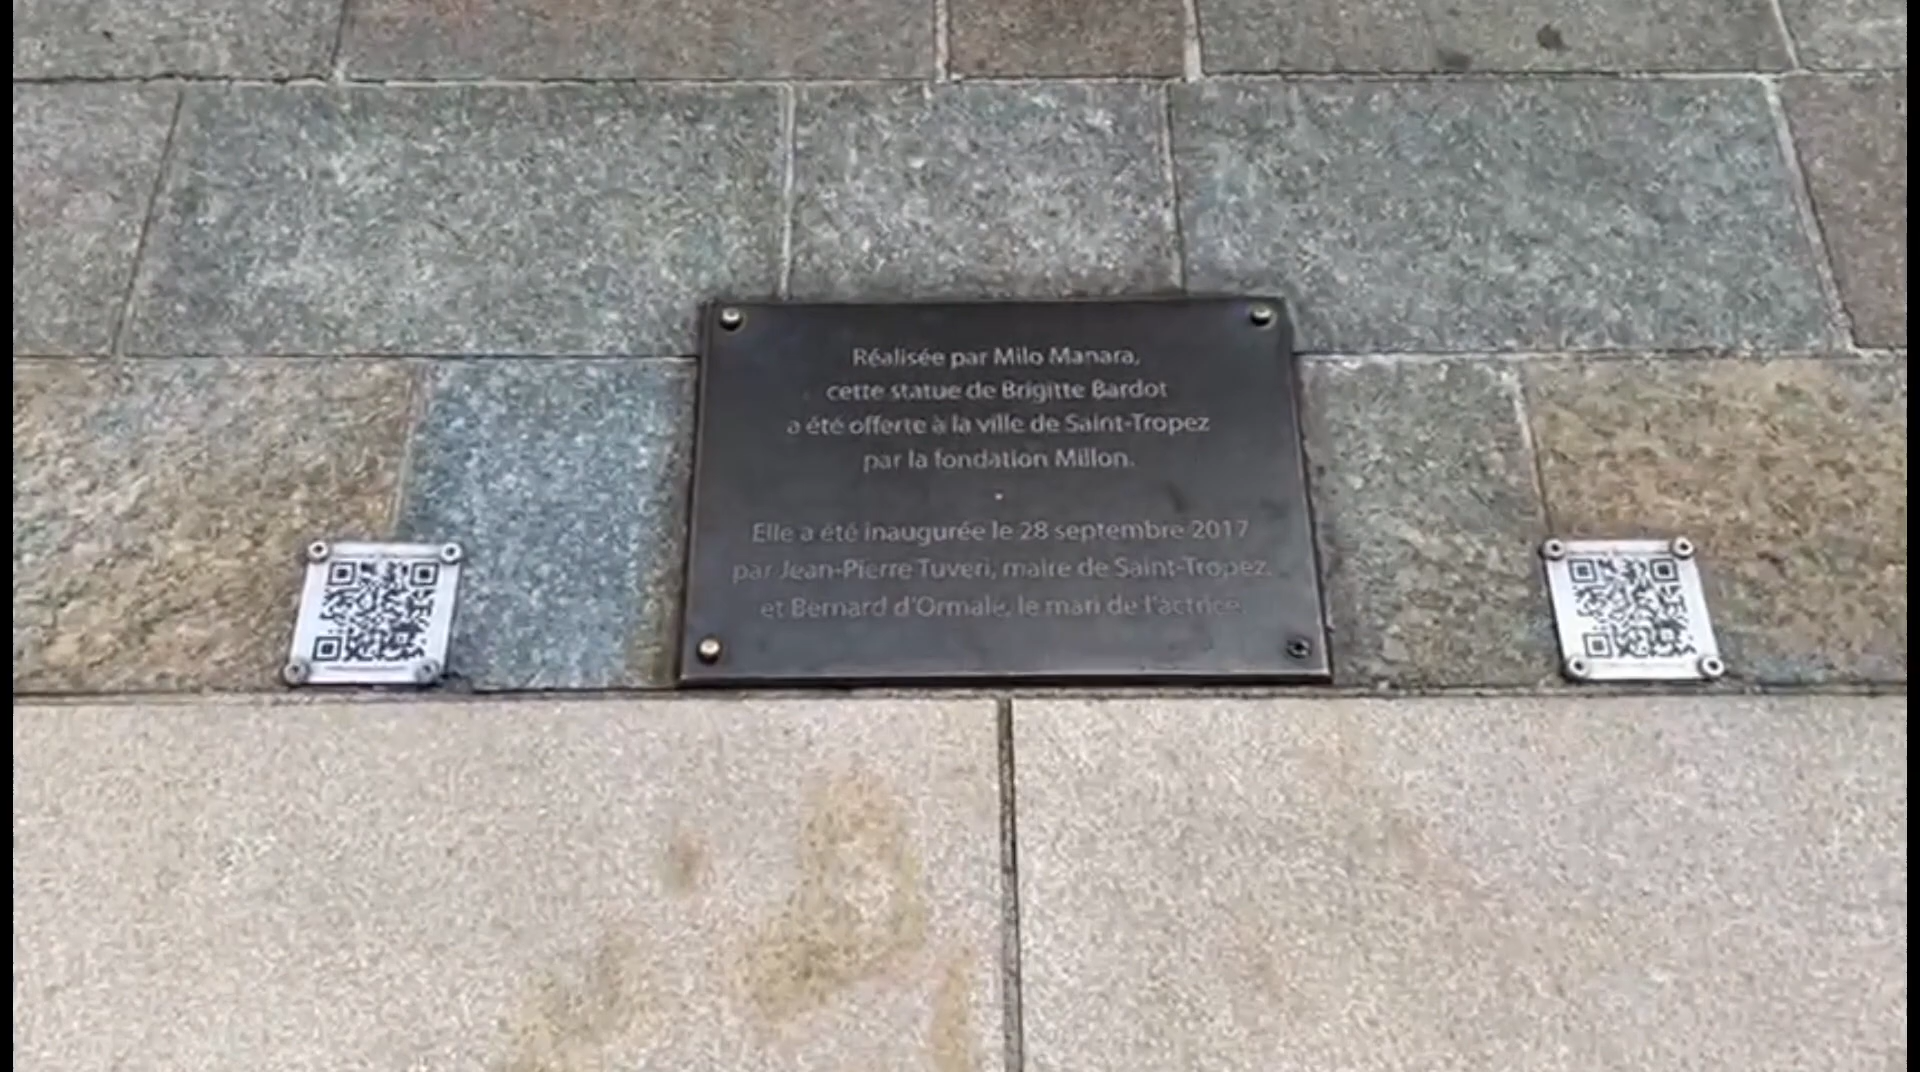 Réalisée par Milo Manara,
cette statue de Brigitte Bardot
a été offerte à la ville de Saint-Tropez
par la fondation Millon.
Elle a été inaugurée le 28 septembre 2017
par Jean-Pierre Tuveri, maire de Saint-Tropez,
et Bernard d'Ormale, le mari de l'actrice.